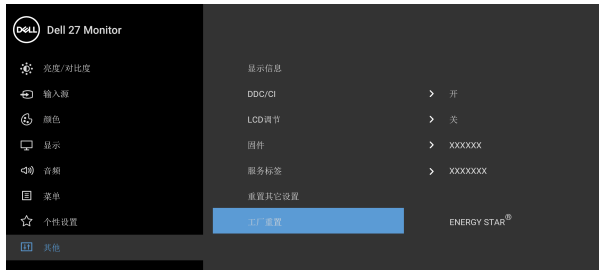 DELL Dell 27 Monitor
亮度/对比度 显示信息
输入源 DDC/CI 开
颜色 LCD调节 关
显示 固件 XXXXXX
音频 服务标签 XXXXXXX
菜单 重置其它设置
个性设置 工厂重置 ENERGY STAR®
其他